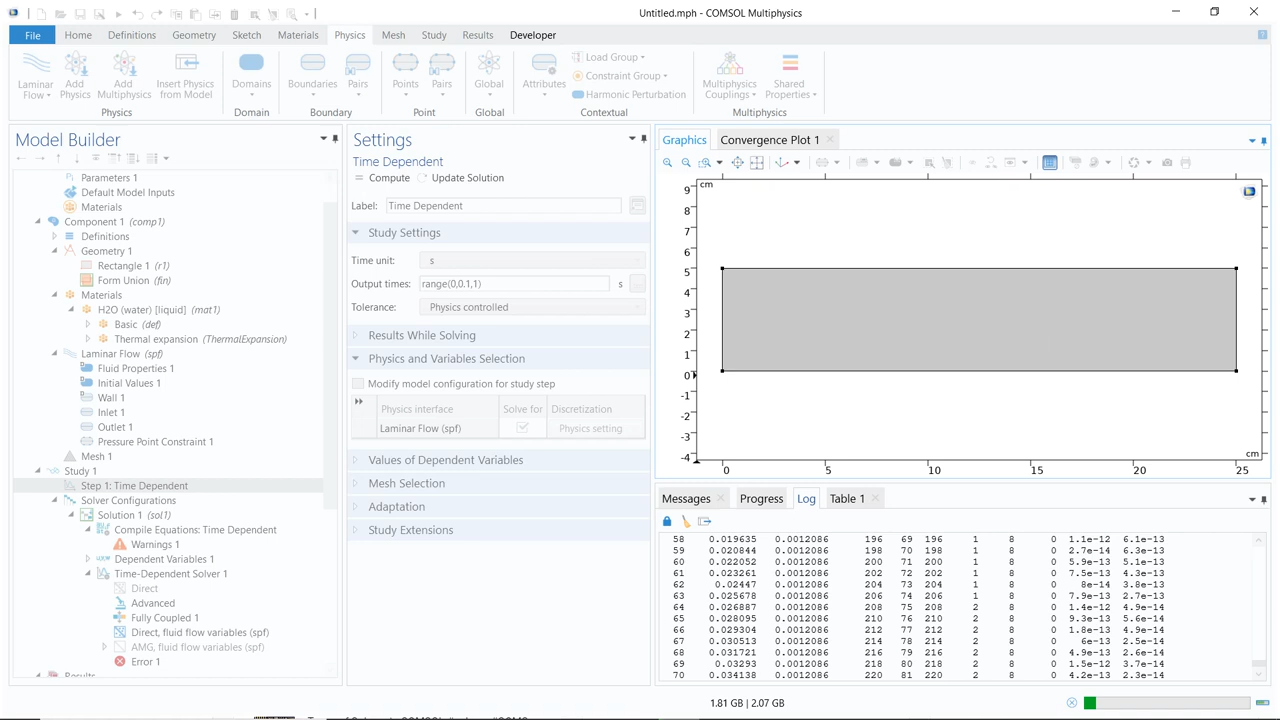 Untitled.mph - COMSOL Multiphysics
File Home Definitions Geometry Sketch Materials Physics Mesh Study Results Developer
Laminar Flow
Add Physics
Add Multiphysics
Insert Physics from Model
Domains
Boundaries
Pairs
Points
Pairs
Global
Attributes
Load Group
Constraint Group
Harmonic Perturbation
Multiphysics Couplings
Shared Properties
Physics Domain Boundary Point Global Contextual Multiphysics
Model Builder
Parameters 1
Default Model Inputs
Materials
Component 1 (comp1)
Definitions
Geometry 1
Rectangle 1 (r1)
Form Union (fin)
Materials
H2O (water) [liquid] (mat1)
Basic (def)
Thermal expansion (ThermalExpansion)
Laminar Flow (spf)
Fluid Properties 1
Initial Values 1
Wall 1
Inlet 1
Outlet 1
Pressure Point Constraint 1
Mesh 1
Study 1
Step 1: Time Dependent
Solver Configurations
Solution 1 (sol1)
Compile Equations: Time Dependent
Warnings 1
Dependent Variables 1
Time-Dependent Solver 1
Direct
Advanced
Fully Coupled 1
Direct, fluid flow variables (spf)
AMG, fluid flow variables (spf)
Error 1
Settings
Time Dependent
= Compute Update Solution
Label: Time Dependent
Study Settings
Time unit: s
Output times: range(0,0.1,1) s
Tolerance: Physics controlled
Results While Solving
Physics and Variables Selection
Modify model configuration for study step
Physics interface Solve for Discretization
Laminar Flow (spf) Physics setting
Values of Dependent Variables
Mesh Selection
Adaptation
Study Extensions
Graphics Convergence Plot 1
cm
9
8
7
6
5
4
3
2
1
0
-1
-2
-3
-4
cm
0 5 10 15 20 25
Messages Progress Log Table 1
58 0.019635 0.0012086 196 69 196 1 8 0 1.1e-12 6.1e-13
59 0.020844 0.0012086 198 70 198 1 8 0 2.7e-14 6.3e-13
60 0.022052 0.0012086 200 71 200 1 8 0 5.9e-13 5.1e-13
61 0.023261 0.0012086 202 72 202 1 8 0 7.5e-13 4.3e-13
62 0.02447 0.0012086 204 73 204 1 8 0 8e-14 3.8e-13
63 0.025678 0.0012086 206 74 206 1 8 0 7.9e-13 2.7e-13
64 0.026887 0.0012086 208 75 208 2 8 0 1.4e-12 4.9e-14
65 0.028095 0.0012086 210 76 210 2 8 0 9.3e-13 5.6e-14
66 0.029304 0.0012086 212 77 212 2 8 0 1.8e-13 4.9e-14
67 0.030513 0.0012086 214 78 214 2 8 0 6e-13 2.5e-14
68 0.031721 0.0012086 216 79 216 2 8 0 4.9e-13 2.6e-14
69 0.03293 0.0012086 218 80 218 2 8 0 1.5e-12 3.7e-14
70 0.034138 0.0012086 220 81 220 2 8 0 4.2e-13 2.3e-14
1.81 GB | 2.07 GB